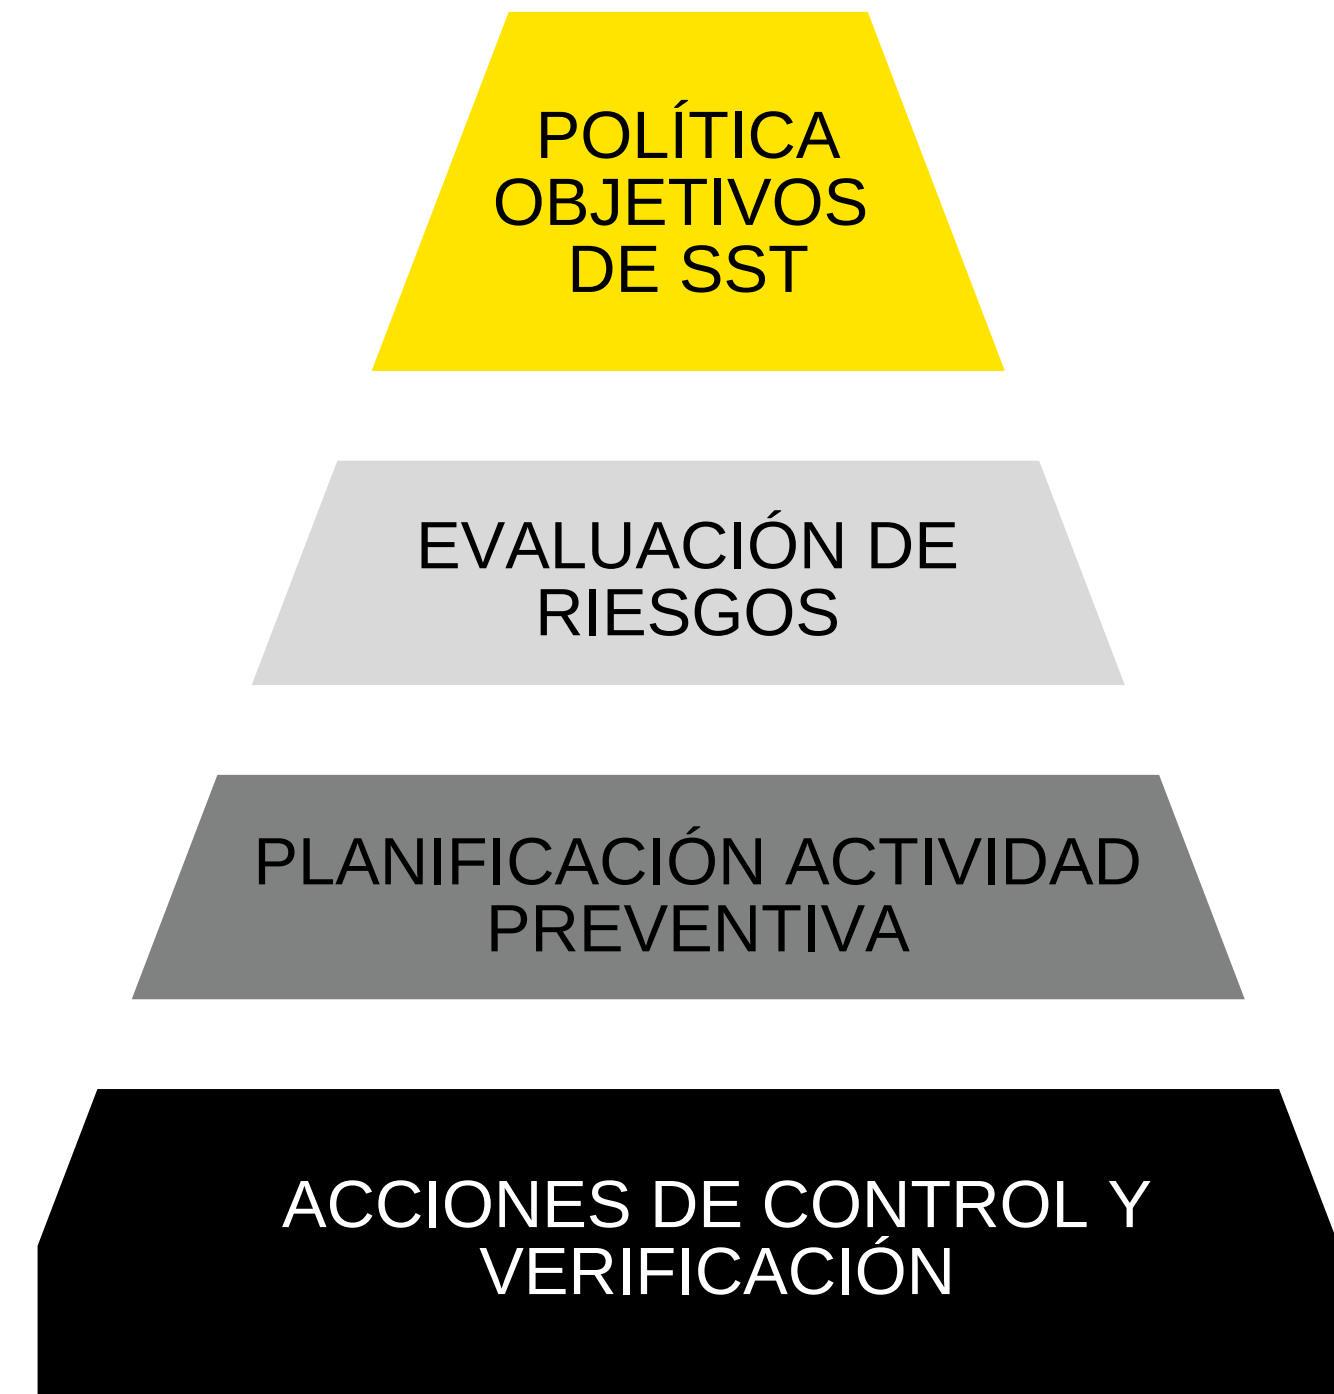 POLÍTICA
OBJETIVOS
DE SST
EVALUACIÓN DE
RIESGOS
PLANIFICACIÓN ACTIVIDAD
PREVENTIVA
ACCIONES DE CONTROL Y
VERIFICACIÓN